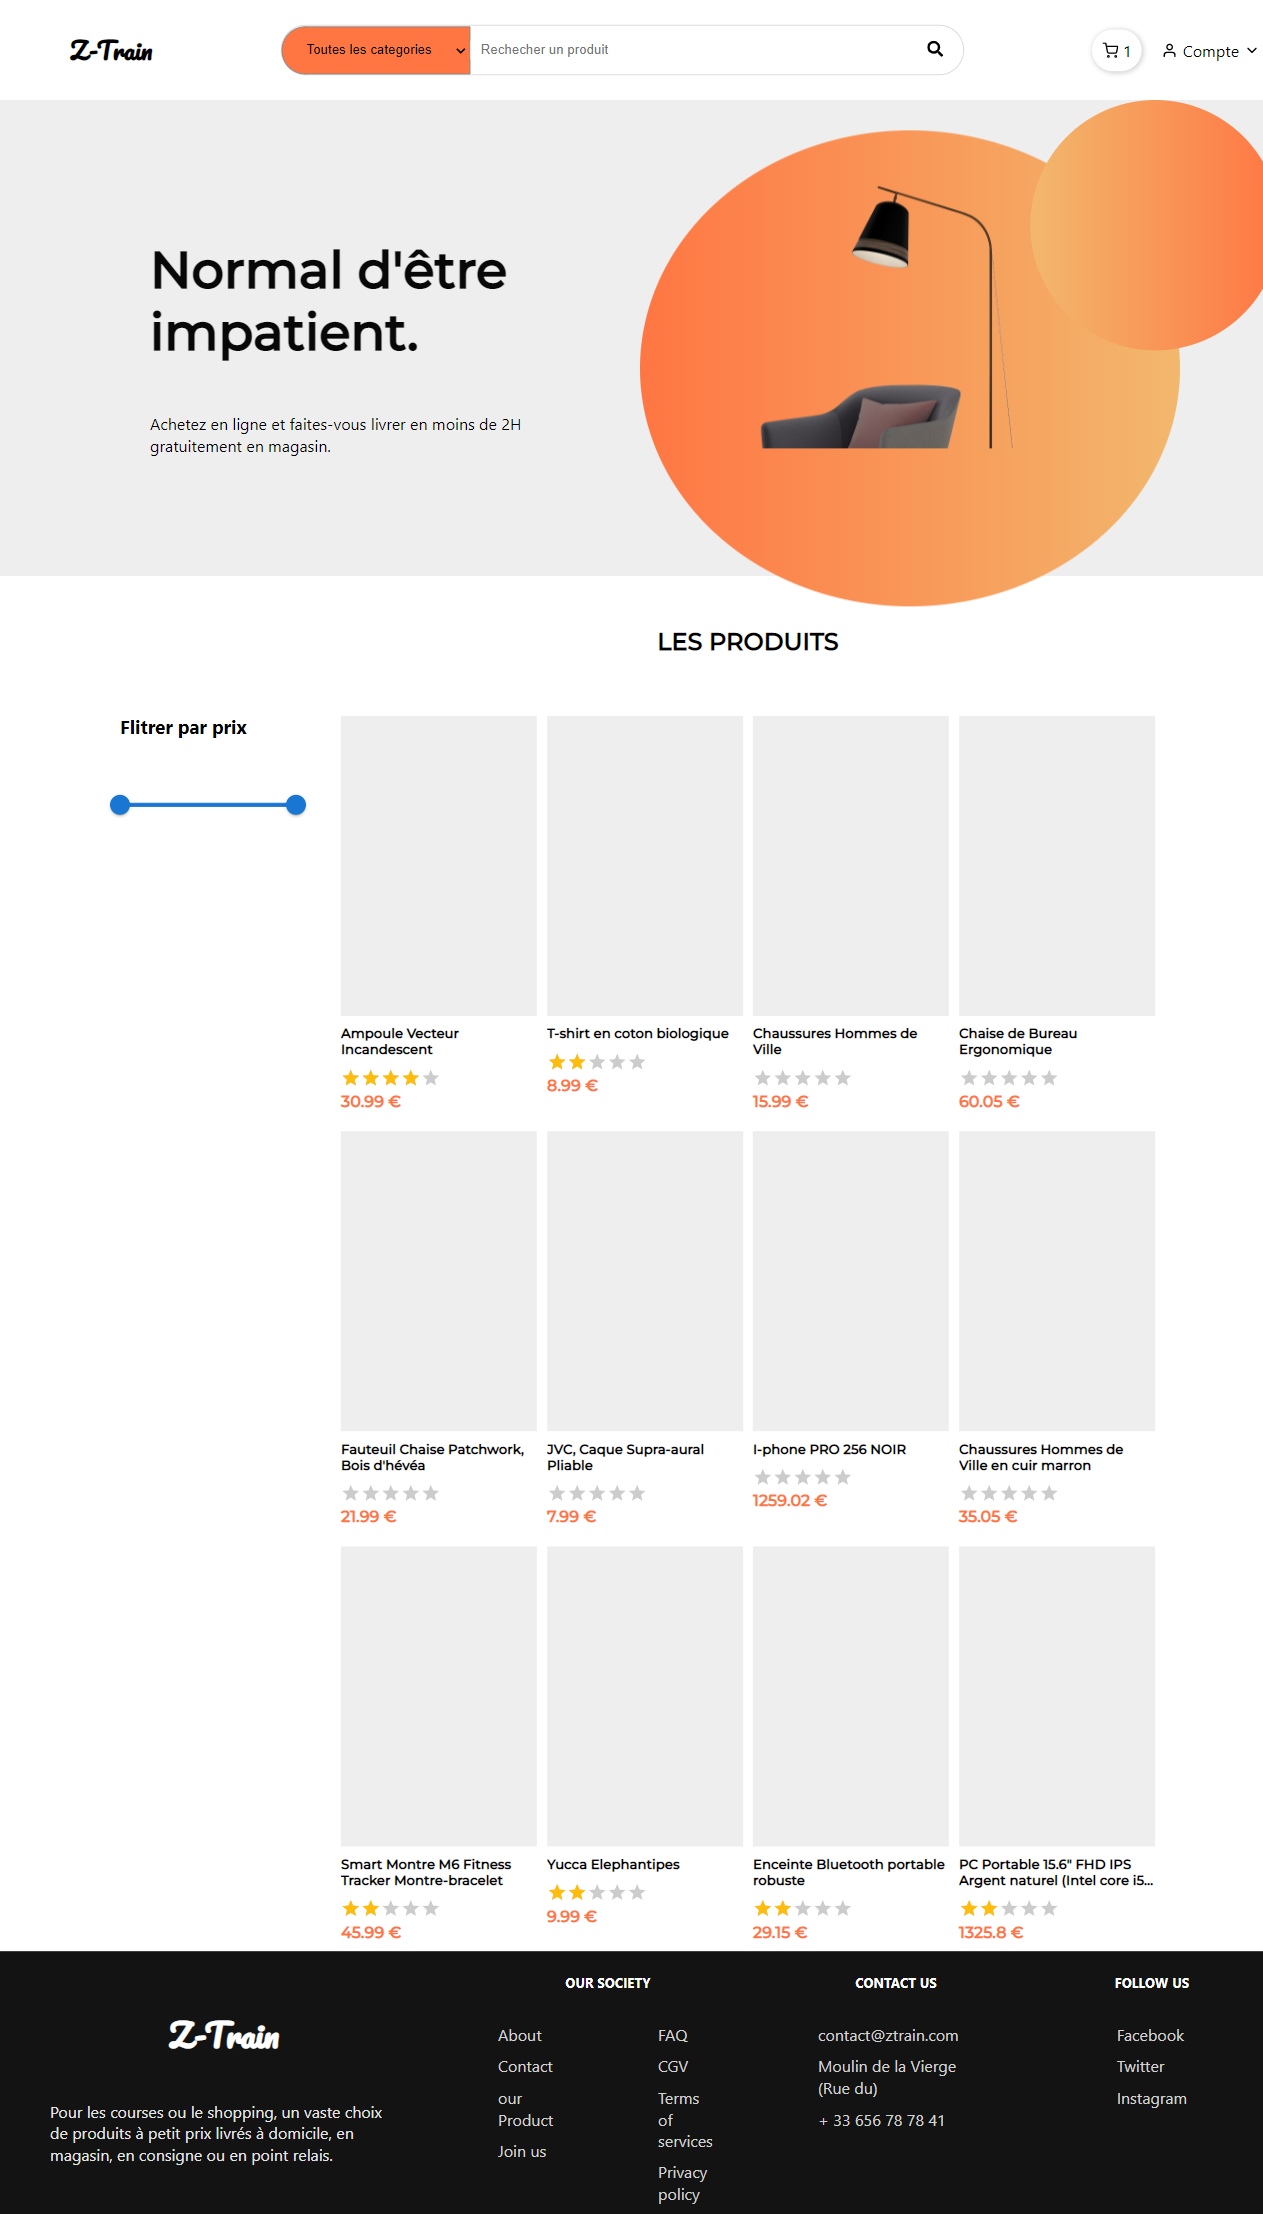 Z-Train
Toutes les categories
Rechecher un produit
1
Compte
Normal d'être
impatient.
Achetez en ligne et faites-vous livrer en moins de 2H
gratuitement en magasin.
LES PRODUITS
Flitrer par prix
Ampoule Vecteur
Incandescent
30.99 €
T-shirt en coton biologique
8.99 €
Chaussures Hommes de
Ville
15.99 €
Chaise de Bureau
Ergonomique
60.05 €
Fauteuil Chaise Patchwork,
Bois d'hévéa
21.99 €
JVC, Caque Supra-aural
Pliable
7.99 €
I-phone PRO 256 NOIR
1259.02 €
Chaussures Hommes de
Ville en cuir marron
35.05 €
Smart Montre M6 Fitness
Tracker Montre-bracelet
45.99 €
Yucca Elephantipes
9.99 €
Enceinte Bluetooth portable
robuste
29.15 €
PC Portable 15.6" FHD IPS
Argent naturel (Intel core i5...
1325.8 €
Z-Train
Pour les courses ou le shopping, un vaste choix
de produits à petit prix livrés à domicile, en
magasin, en consigne ou en point relais.
OUR SOCIETY
About
Contact
our
Product
Join us
FAQ
CGV
Terms
of
services
Privacy
policy
CONTACT US
contact@ztrain.com
Moulin de la Vierge
(Rue du)
+ 33 656 78 78 41
FOLLOW US
Facebook
Twitter
Instagram